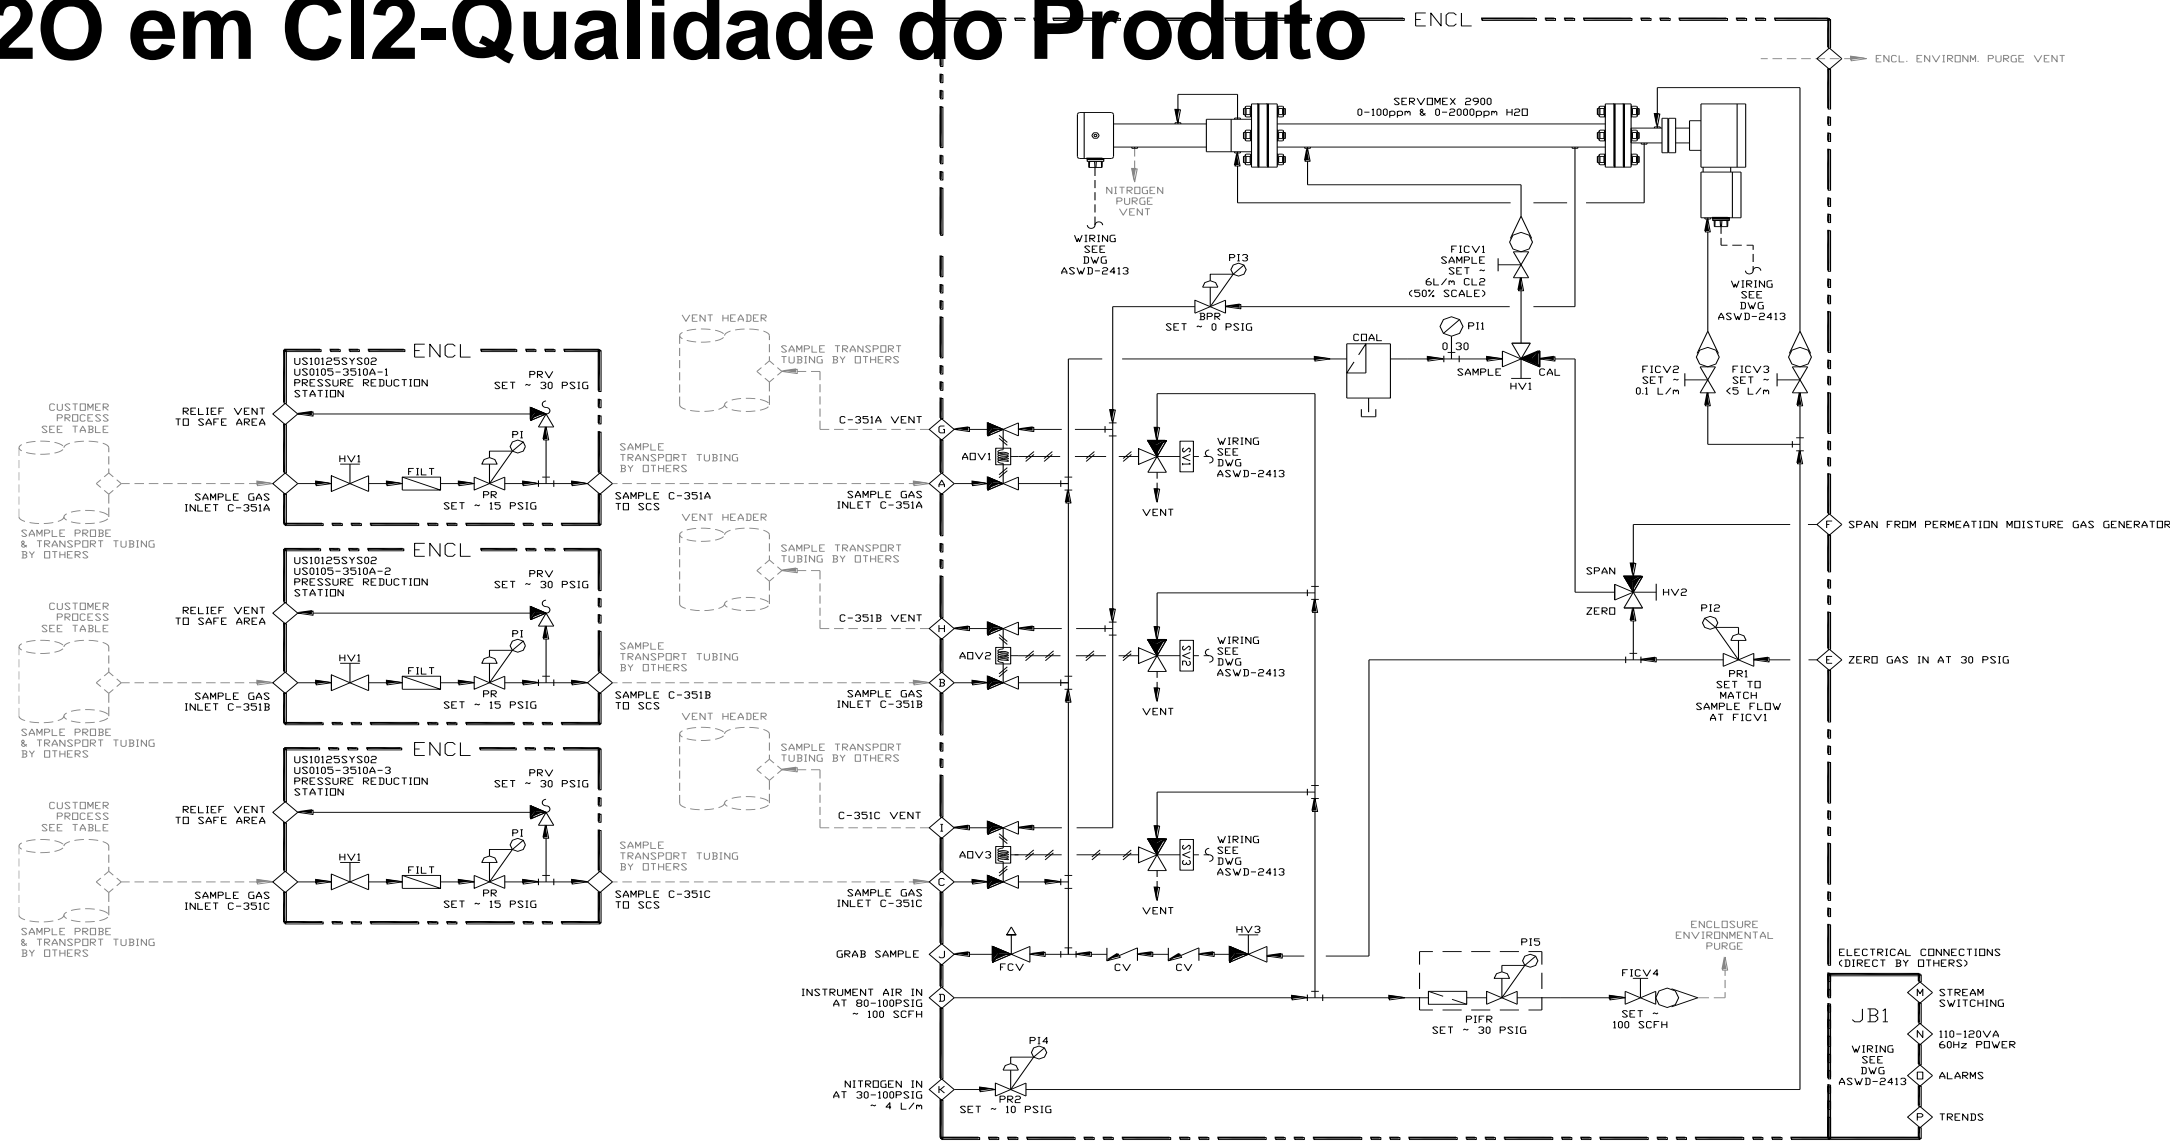 2O em Cl2-Qualidade do Produto
ENCL
ENCL. ENVIRONM. PURGE VENT
SERVOMEX 2900
0-100ppm & 0-2000ppm H2O
NITROGEN
PURGE
VENT
WIRING
SEE
DWG
ASWD-2413
FICV1
SAMPLE
SET ~
6L/m CL2
(50% SCALE)
WIRING
SEE
DWG
ASWD-2413
PI3
BPR
SET ~ 0 PSIG
COAL
PI1
0 30
SAMPLE
CAL
HV1
FICV2
SET ~
0.1 L/m
FICV3
SET ~
<5 L/m
VENT HEADER
SAMPLE TRANSPORT
TUBING BY OTHERS
ENCL
US10125SYS02
US0105-3510A-1
PRESSURE REDUCTION
STATION
PRV
SET ~ 30 PSIG
CUSTOMER
PROCESS
SEE TABLE
RELIEF VENT
TO SAFE AREA
HV1
FILT
PI
PR
SET ~ 15 PSIG
SAMPLE GAS
INLET C-351A
SAMPLE PROBE
& TRANSPORT TUBING
BY OTHERS
SAMPLE
TRANSPORT TUBING
BY OTHERS
SAMPLE C-351A
TO SCS
C-351A VENT
G
AOV1
SAMPLE GAS
INLET C-351A
A
SV1
WIRING
SEE
DWG
ASWD-2413
VENT
VENT HEADER
SAMPLE TRANSPORT
TUBING BY OTHERS
ENCL
US10125SYS02
US0105-3510A-2
PRESSURE REDUCTION
STATION
PRV
SET ~ 30 PSIG
CUSTOMER
PROCESS
SEE TABLE
RELIEF VENT
TO SAFE AREA
HV1
FILT
PI
PR
SET ~ 15 PSIG
SAMPLE GAS
INLET C-351B
SAMPLE PROBE
& TRANSPORT TUBING
BY OTHERS
SAMPLE
TRANSPORT TUBING
BY OTHERS
SAMPLE C-351B
TO SCS
C-351B VENT
H
AOV2
SAMPLE GAS
INLET C-351B
B
SV2
WIRING
SEE
DWG
ASWD-2413
VENT
F
SPAN FROM PERMEATION MOISTURE GAS GENERATOR
SPAN
ZERO
HV2
PI2
PR1
SET TO
MATCH
SAMPLE FLOW
AT FICV1
E
ZERO GAS IN AT 30 PSIG
VENT HEADER
SAMPLE TRANSPORT
TUBING BY OTHERS
ENCL
US10125SYS02
US0105-3510A-3
PRESSURE REDUCTION
STATION
PRV
SET ~ 30 PSIG
CUSTOMER
PROCESS
SEE TABLE
RELIEF VENT
TO SAFE AREA
HV1
FILT
PI
PR
SET ~ 15 PSIG
SAMPLE GAS
INLET C-351C
SAMPLE PROBE
& TRANSPORT TUBING
BY OTHERS
SAMPLE
TRANSPORT TUBING
BY OTHERS
SAMPLE C-351C
TO SCS
C-351C VENT
I
AOV3
SAMPLE GAS
INLET C-351C
C
SV3
WIRING
SEE
DWG
ASWD-2413
VENT
GRAB SAMPLE
J
FCV
CV
CV
HV3
INSTRUMENT AIR IN
AT 80-100PSIG
~ 100 SCFH
D
PI5
PIFR
SET ~ 30 PSIG
FICV4
SET ~
100 SCFH
ENCLOSURE
ENVIRONMENTAL
PURGE
NITROGEN IN
AT 30-100PSIG
~ 4 L/m
K
PI4
PR2
SET ~ 10 PSIG
ELECTRICAL CONNECTIONS
(DIRECT BY OTHERS)
JB1
WIRING
SEE
DWG
ASWD-2413
M
STREAM
SWITCHING
N
110-120VA
60Hz POWER
O
ALARMS
P
TRENDS